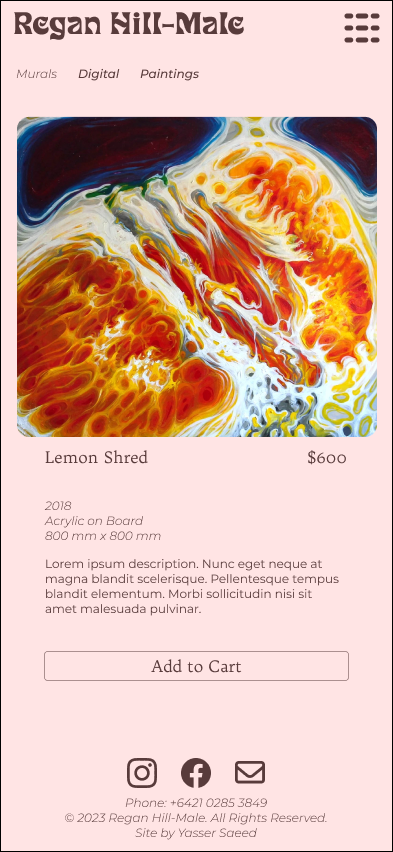 Regan Hill-Male
Murals Digital Paintings
Lemon Shred $600
2018
Acrylic on Board
800 mm x 800 mm
Lorem ipsum description. Nunc eget neque at
magna blandit scelerisque. Pellentesque tempus
blandit elementum. Morbi sollicitudin nisi sit
amet malesuada pulvinar.
Add to Cart
Phone: +6421 0285 3849
© 2023 Regan Hill-Male. All Rights Reserved.
Site by Yasser Saeed